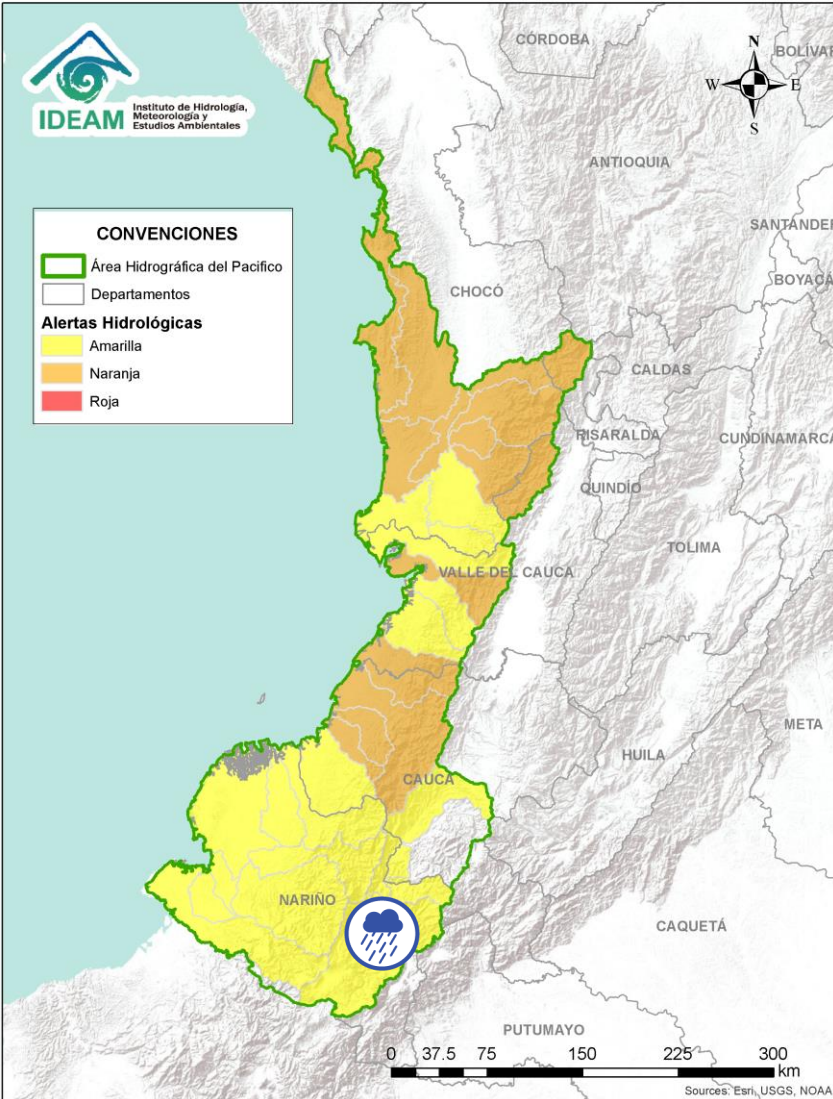 IDEAM
Instituto de Hidrología,
Meteorología y
Estudios Ambientales
CÓRDOBA
BOLÍVAR
N
W
E
S
ANTIOQUIA
SANTANDER
BOYACÁ
CONVENCIONES
Área Hidrográfica del Pacifico
Departamentos
Alertas Hidrológicas
Amarilla
Naranja
Roja
CHOCÓ
CALDAS
RISARALDA
CUNDINAMARCA
QUINDÍO
TOLIMA
VALLE DEL CAUCA
META
HUILA
CAUCA
NARIÑO
CAQUETÁ
PUTUMAYO
0 37.5 75 150 225 300
km
Sources: Esri, USGS, NOAA